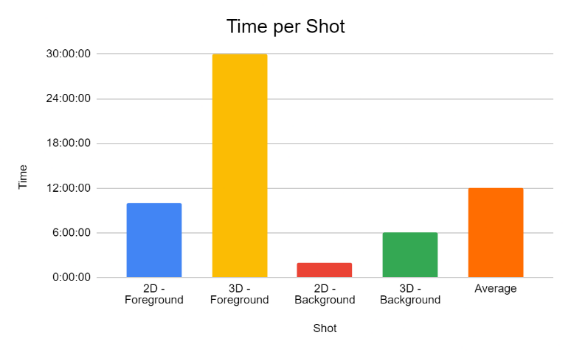 Time per Shot
30:00:00
24:00:00
18:00:00
12:00:00
6:00:00
0:00:00
Time
2D -
Foreground
3D -
Foreground
2D -
Background
3D -
Background
Average
Shot